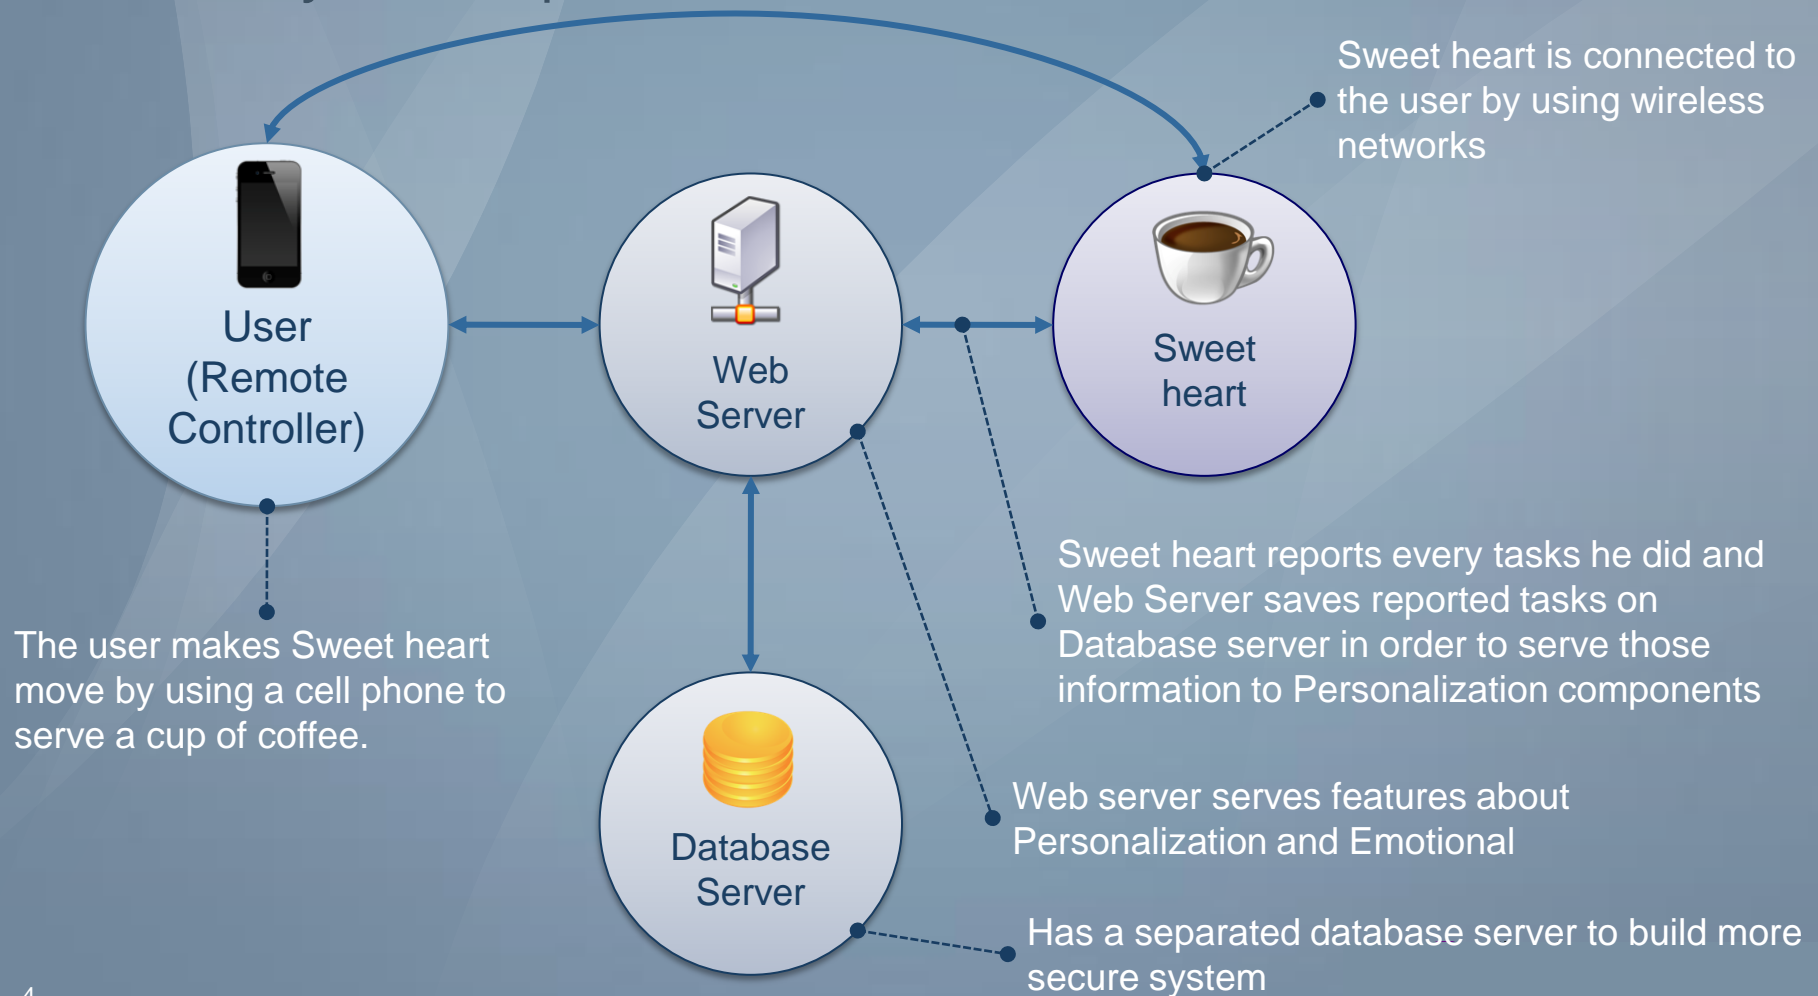 Sweet heart is connected to
the user by using wireless
networks
User
(Remote
Controller)
Web
Server
Sweet
heart
The user makes Sweet heart
move by using a cell phone to
serve a cup of coffee.
Sweet heart reports every tasks he did and
Web Server saves reported tasks on
Database server in order to serve those
information to Personalization components
Database
Server
Web server serves features about
Personalization and Emotional
Has a separated database server to build more
secure system
4